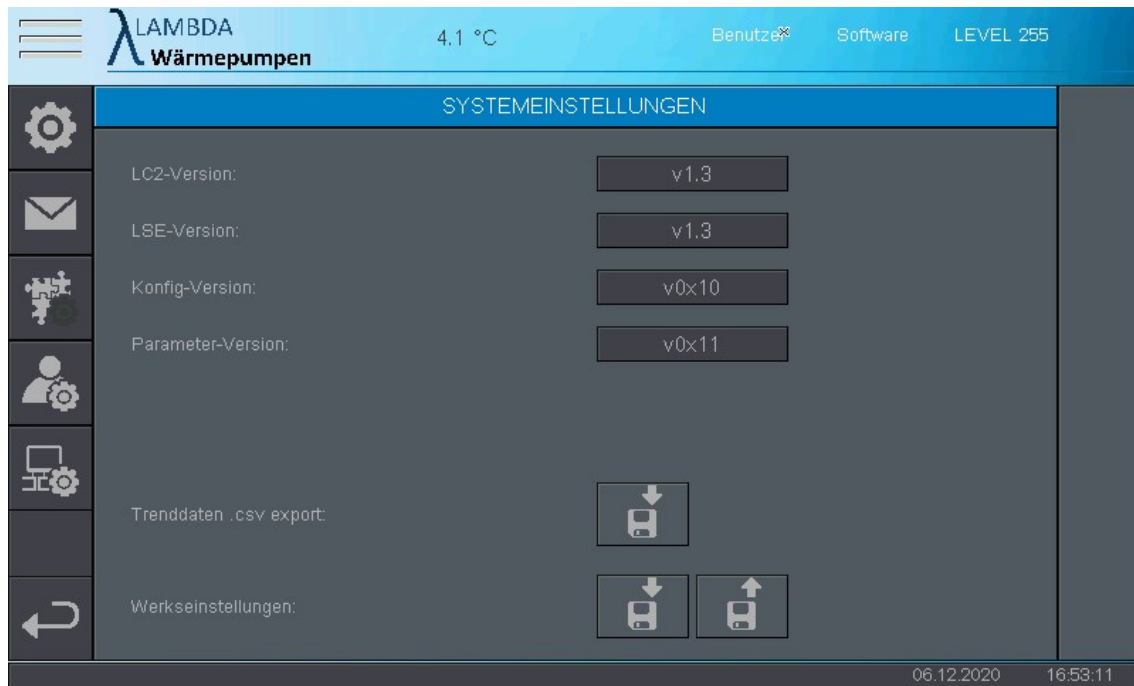 LAMBDA
Wärmepumpen
4.1 °C
Benutzer
Software
LEVEL 255
SYSTEMEINSTELLUNGEN
LC2-Version:
v1.3
LSE-Version:
v1.3
Konfig-Version:
v0x10
Parameter-Version:
v0x11
Trenddaten .csv export:
Werkseinstellungen:
06.12.2020
16:53:11